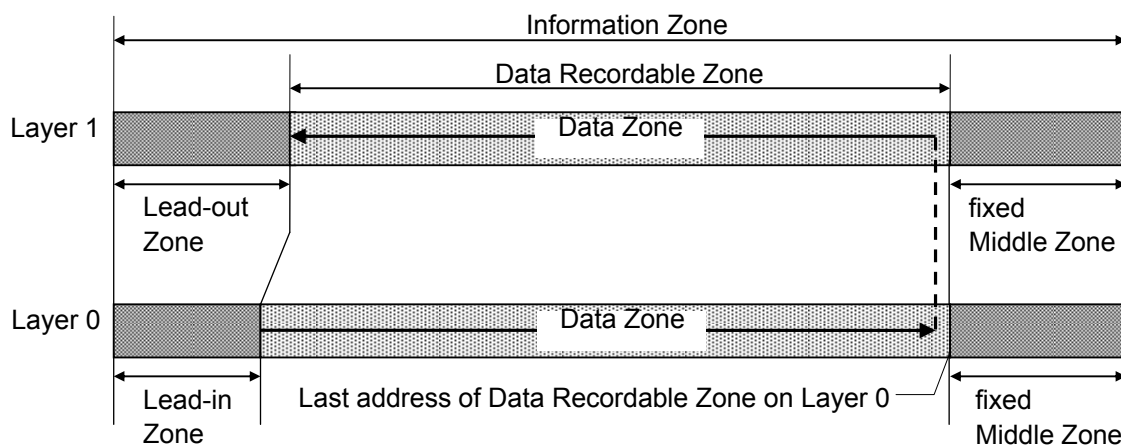 Information Zone
Data Recordable Zone
Layer 1
Data Zone
Lead-out
Zone
fixed
Middle Zone
Layer 0
Data Zone
Lead-in
Zone
Last address of Data Recordable Zone on Layer 0
fixed
Middle Zone